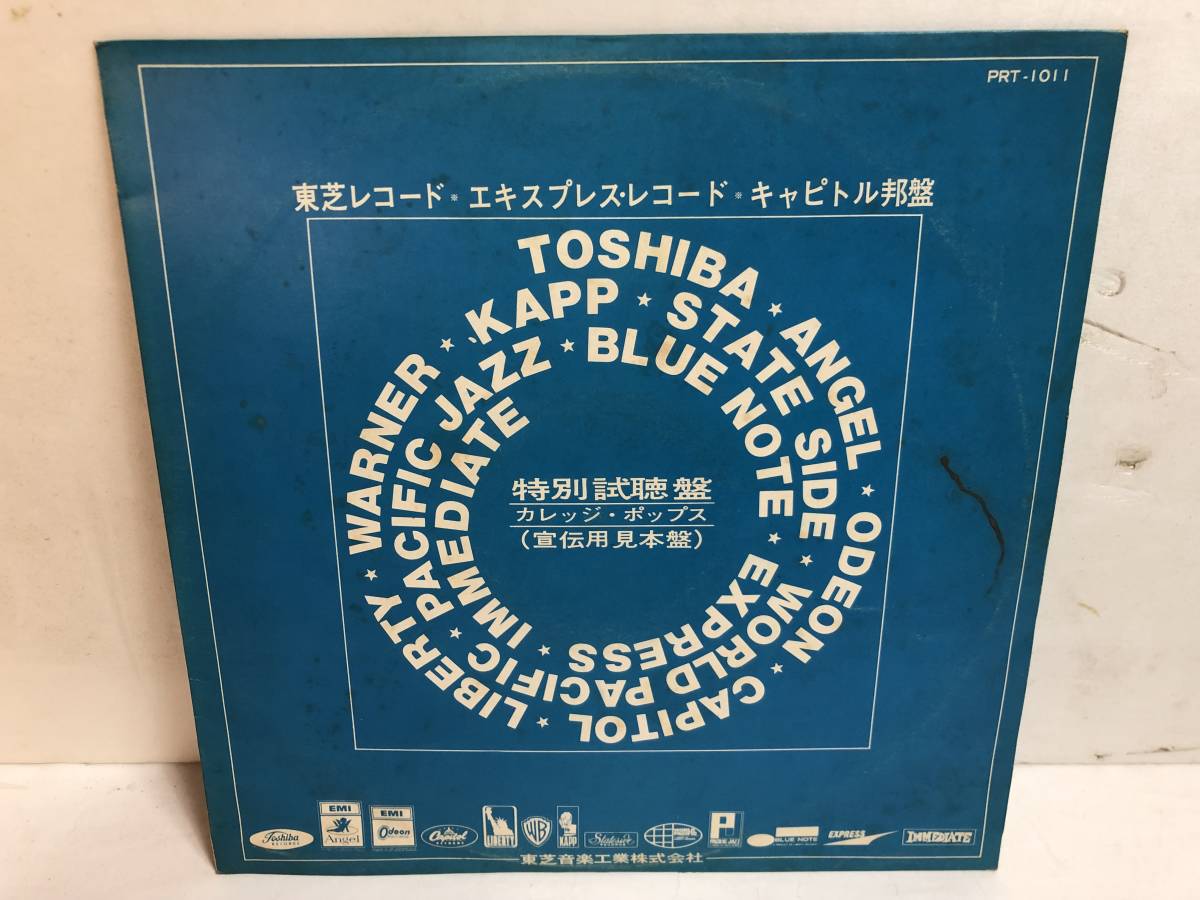 PRT-1011
東芝レコード※エキスプレス・レコード※キャピトル邦盤
TOSHIBA ★ ANGEL ★ ODEON ★ CAPITOL ★ LIBERTY ★ WARNER ★
KAPP ★ STATE SIDE ★ WORLD PACIFIC ★ PACIFIC JAZZ ★
BLUE NOTE ★ EXPRESS ★ IMMEDIATE
特別試聴盤
カレッジ・ポップス
(宣伝用見本盤)
Toshiba
RECORDS
EMI
Angel
EMI
Odeon
Capitol
LIBERTY
WB
KAPP
Stateside
P
PACIFIC JAZZ
BLUE NOTE
EXPRESS
IMMEDIATE
東芝音楽工業株式会社